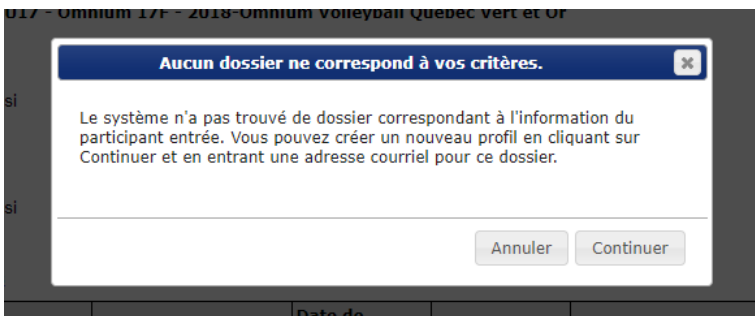 U17 - Omnium 17F - 2018-Omnium Volleyball Québec Vert et Or
Aucun dossier ne correspond à vos critères.
si
Le système n'a pas trouvé de dossier correspondant à l'information du
participant entrée. Vous pouvez créer un nouveau profil en cliquant sur
Continuer et en entrant une adresse courriel pour ce dossier.
si
Annuler Continuer
Date de